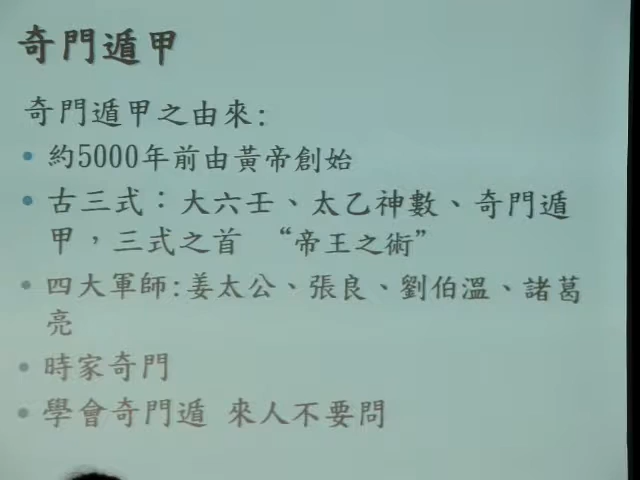 奇門遁甲
奇門遁甲之由來:
• 約5000年前由黃帝創始
• 古三式：大六壬、太乙神數、奇門遁
甲，三式之首 “帝王之術”
• 四大軍師:姜太公、張良、劉伯溫、諸葛
亮
• 時家奇門
• 學會奇門遁 來人不要問